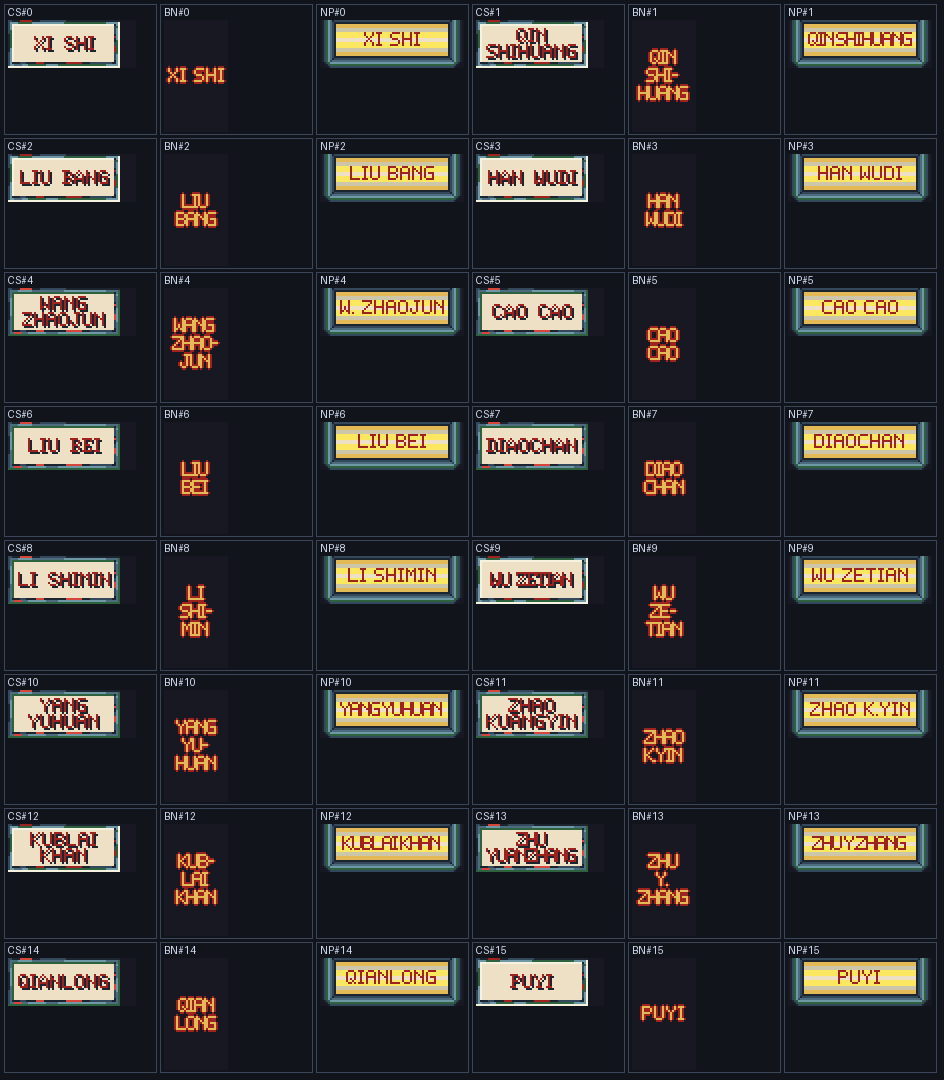 CS#0
XI SHI
BN#0
XI SHI
NP#0
XI SHI
CS#1
QIN
SHIHUANG
BN#1
QIN
SHI-
HUANG
NP#1
QINSHIHUANG
CS#2
LIU BANG
BN#2
LIU
BANG
NP#2
LIU BANG
CS#3
HAN WUDI
BN#3
HAN
WUDI
NP#3
HAN WUDI
CS#4
WANG
ZHAOJUN
BN#4
WANG
ZHAO-
JUN
NP#4
W. ZHAOJUN
CS#5
CAO CAO
BN#5
CAO
CAO
NP#5
CAO CAO
CS#6
LIU BEI
BN#6
LIU
BEI
NP#6
LIU BEI
CS#7
DIAOCHAN
BN#7
DIAO
CHAN
NP#7
DIAOCHAN
CS#8
LI SHIMIN
BN#8
LI
SHI-
MIN
NP#8
LI SHIMIN
CS#9
WU ZETIAN
BN#9
WU
ZE-
TIAN
NP#9
WU ZETIAN
CS#10
YANG
YUHUAN
BN#10
YANG
YU-
HUAN
NP#10
YANGYUHUAN
CS#11
ZHAO
KUANGYIN
BN#11
ZHAO
K.YIN
NP#11
ZHAO K.YIN
CS#12
KUBLAI
KHAN
BN#12
KUB-
LAI
KHAN
NP#12
KUBLAIKHAN
CS#13
ZHU
YUANZHANG
BN#13
ZHU
Y.
ZHANG
NP#13
ZHUYZHANG
CS#14
QIANLONG
BN#14
QIAN
LONG
NP#14
QIANLONG
CS#15
PUYI
BN#15
PUYI
NP#15
PUYI